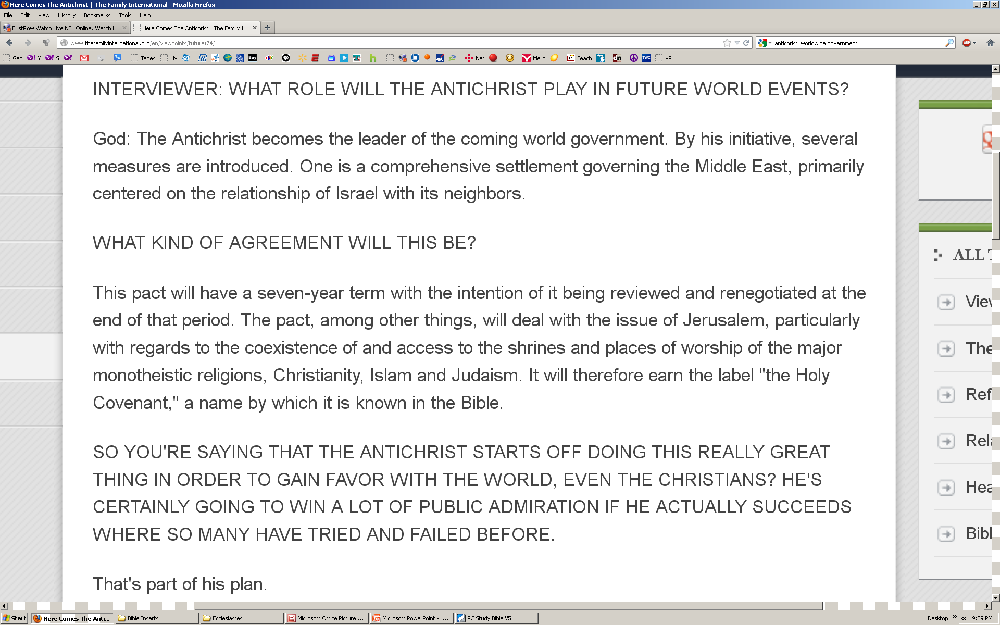 Here Comes The Antichrist | The Family International - Mozilla Firefox
File Edit View History Bookmarks Tools Help
FirstRow Watch Live NFL Online. Watch L...
Here Comes The Antichrist | The Family I...
www.thefamilyinternational.org/en/viewpoints/future/74/
antichrist worldwide government
ABP
Geo Y! Y Y! S Y! Tapes Liv Buy Nat Merg td Teach dn TWC VP
INTERVIEWER: WHAT ROLE WILL THE ANTICHRIST PLAY IN FUTURE WORLD EVENTS?
God: The Antichrist becomes the leader of the coming world government. By his initiative, several
measures are introduced. One is a comprehensive settlement governing the Middle East, primarily
centered on the relationship of Israel with its neighbors.
WHAT KIND OF AGREEMENT WILL THIS BE?
This pact will have a seven-year term with the intention of it being reviewed and renegotiated at the
end of that period. The pact, among other things, will deal with the issue of Jerusalem, particularly
with regards to the coexistence of and access to the shrines and places of worship of the major
monotheistic religions, Christianity, Islam and Judaism. It will therefore earn the label "the Holy
Covenant," a name by which it is known in the Bible.
SO YOU'RE SAYING THAT THE ANTICHRIST STARTS OFF DOING THIS REALLY GREAT
THING IN ORDER TO GAIN FAVOR WITH THE WORLD, EVEN THE CHRISTIANS? HE'S
CERTAINLY GOING TO WIN A LOT OF PUBLIC ADMIRATION IF HE ACTUALLY SUCCEEDS
WHERE SO MANY HAVE TRIED AND FAILED BEFORE.
That's part of his plan.
ALL
View
The
Ref
Rela
Hea
Bibl
Start
Here Comes The Anti...
Bible Inserts
Ecclesiastes
Microsoft Office Picture ...
Microsoft PowerPoint - [...
PC Study Bible V5
Desktop
9:29 PM